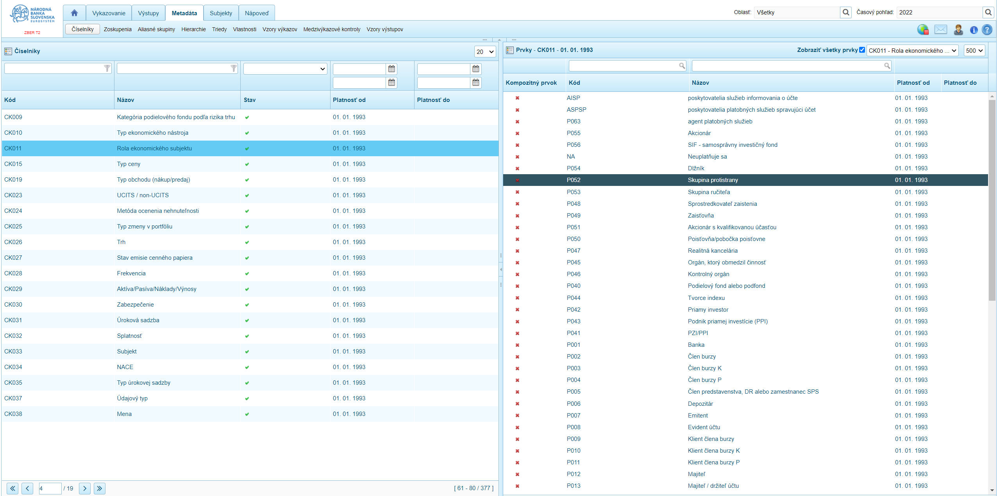 NÁRODNÁ
BANKA
SLOVENSKA
EUROSYSTÉM
ZBER T2
Vykazovanie
Výstupy
Metadáta
Subjekty
Nápoveď
Oblasť: Všetky
Časový pohľad: 2022
Číselníky
Zoskupenia
Aliasné skupiny
Hierarchie
Triedy
Vlastnosti
Vzory výkazov
Medzivýkazové kontroly
Vzory výstupov
Číselníky 20
Kód Názov Stav Platnosť od Platnosť do
CK009 Kategória podielového fondu podľa rizika trhu 01. 01. 1993
CK010 Typ ekonomického nástroja 01. 01. 1993
CK011 Rola ekonomického subjektu 01. 01. 1993
CK015 Typ ceny 01. 01. 1993
CK019 Typ obchodu (nákup/predaj) 01. 01. 1993
CK023 UCITS / non-UCITS 01. 01. 1993
CK024 Metóda ocenenia nehnuteľnosti 01. 01. 1993
CK025 Typ zmeny v portfóliu 01. 01. 1993
CK026 Trh 01. 01. 1993
CK027 Stav emisie cenného papiera 01. 01. 1993
CK028 Frekvencia 01. 01. 1993
CK029 Aktíva/Pasíva/Náklady/Výnosy 01. 01. 1993
CK030 Zabezpečenie 01. 01. 1993
CK031 Úroková sadzba 01. 01. 1993
CK032 Splatnosť 01. 01. 1993
CK033 Subjekt 01. 01. 1993
CK034 NACE 01. 01. 1993
CK035 Typ úrokovej sadzby 01. 01. 1993
CK037 Údajový typ 01. 01. 1993
CK038 Mena 01. 01. 1993
4 / 19 [ 61 - 80 / 377 ]
Prvky - CK011 - 01. 01. 1993 Zobraziť všetky prvky CK011 - Rola ekonomického ... 500
Kompozitný prvok Kód Názov Platnosť od Platnosť do
AISP poskytovatelia služieb informovania o účte 01. 01. 1993
ASPSP poskytovatelia platobných služieb spravujúci účet 01. 01. 1993
P063 agent platobných služieb 01. 01. 1993
P055 Akcionár 01. 01. 1993
P056 SIF - samosprávny investičný fond 01. 01. 1993
NA Neuplatňuje sa 01. 01. 1993
P054 Dlžník 01. 01. 1993
P052 Skupina protistrany 01. 01. 1993
P053 Skupina ručiteľa 01. 01. 1993
P048 Sprostredkovateľ zaistenia 01. 01. 1993
P049 Zaisťovňa 01. 01. 1993
P051 Akcionár s kvalifikovanou účasťou 01. 01. 1993
P050 Poisťovňa/pobočka poisťovne 01. 01. 1993
P047 Realitná kancelária 01. 01. 1993
P045 Orgán, ktorý obmedzil činnosť 01. 01. 1993
P046 Kontrolný orgán 01. 01. 1993
P040 Podielový fond alebo podfond 01. 01. 1993
P044 Tvorce indexu 01. 01. 1993
P042 Priamy investor 01. 01. 1993
P043 Podnik priamej investície (PPI) 01. 01. 1993
P041 PZI/PPI 01. 01. 1993
P001 Banka 01. 01. 1993
P002 Člen burzy 01. 01. 1993
P003 Člen burzy K 01. 01. 1993
P004 Člen burzy P 01. 01. 1993
P005 Člen predstavenstva, DR alebo zamestnanec SPS 01. 01. 1993
P006 Depozitár 01. 01. 1993
P007 Emitent 01. 01. 1993
P008 Evident účtu 01. 01. 1993
P009 Klient člena burzy 01. 01. 1993
P010 Klient člena burzy K 01. 01. 1993
P011 Klient člena burzy P 01. 01. 1993
P012 Majiteľ 01. 01. 1993
P013 Majiteľ / držiteľ účtu 01. 01. 1993